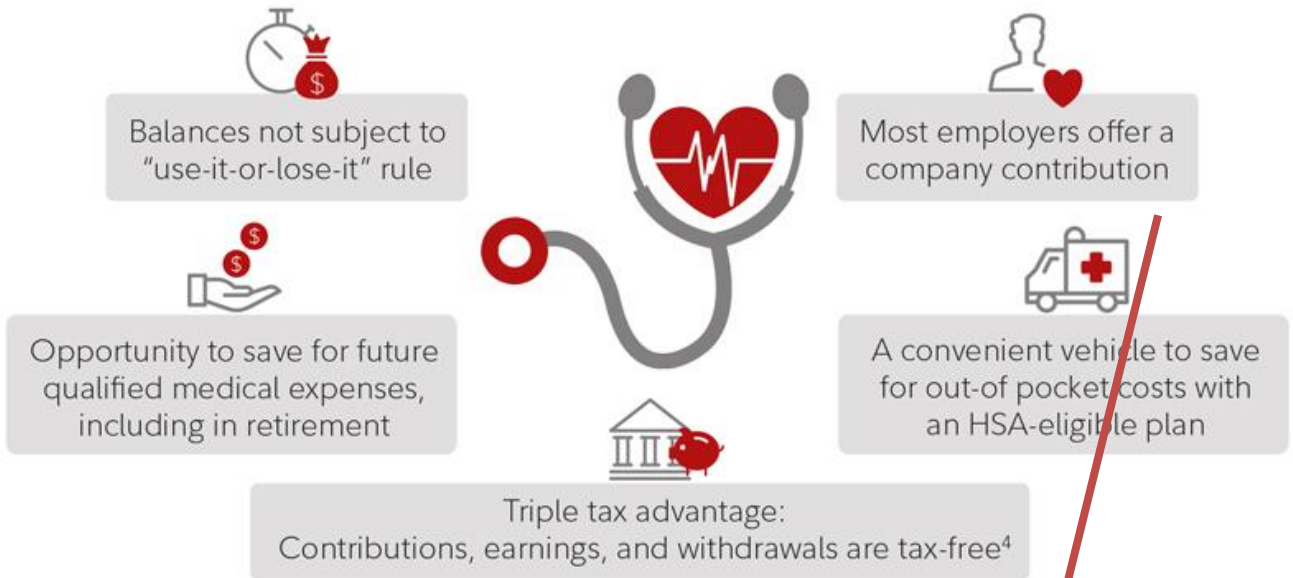 Balances not subject to
“use-it-or-lose-it” rule
Most employers offer a
company contribution
Opportunity to save for future
qualified medical expenses,
including in retirement
A convenient vehicle to save
for out-of pocket costs with
an HSA-eligible plan
Triple tax advantage:
Contributions, earnings, and withdrawals are tax-free⁴